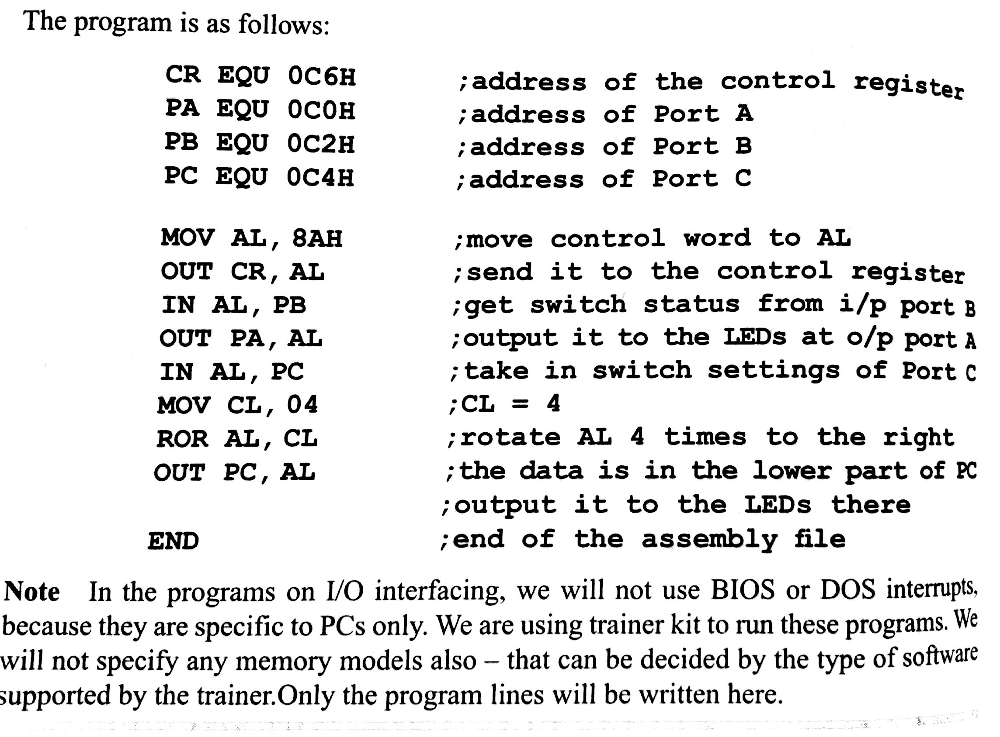 The program is as follows:
CR EQU 0C6H ;address of the control register
PA EQU 0C0H ;address of Port A
PB EQU 0C2H ;address of Port B
PC EQU 0C4H ;address of Port C
MOV AL, 8AH ;move control word to AL
OUT CR, AL ;send it to the control register
IN AL, PB ;get switch status from i/p port B
OUT PA, AL ;output it to the LEDs at o/p port A
IN AL, PC ;take in switch settings of Port C
MOV CL, 04 ;CL = 4
ROR AL, CL ;rotate AL 4 times to the right
OUT PC, AL ;the data is in the lower part of PC
;output it to the LEDs there
END ;end of the assembly file
Note In the programs on I/O interfacing, we will not use BIOS or DOS interrupts,
because they are specific to PCs only. We are using trainer kit to run these programs. We
will not specify any memory models also – that can be decided by the type of software
supported by the trainer.Only the program lines will be written here.